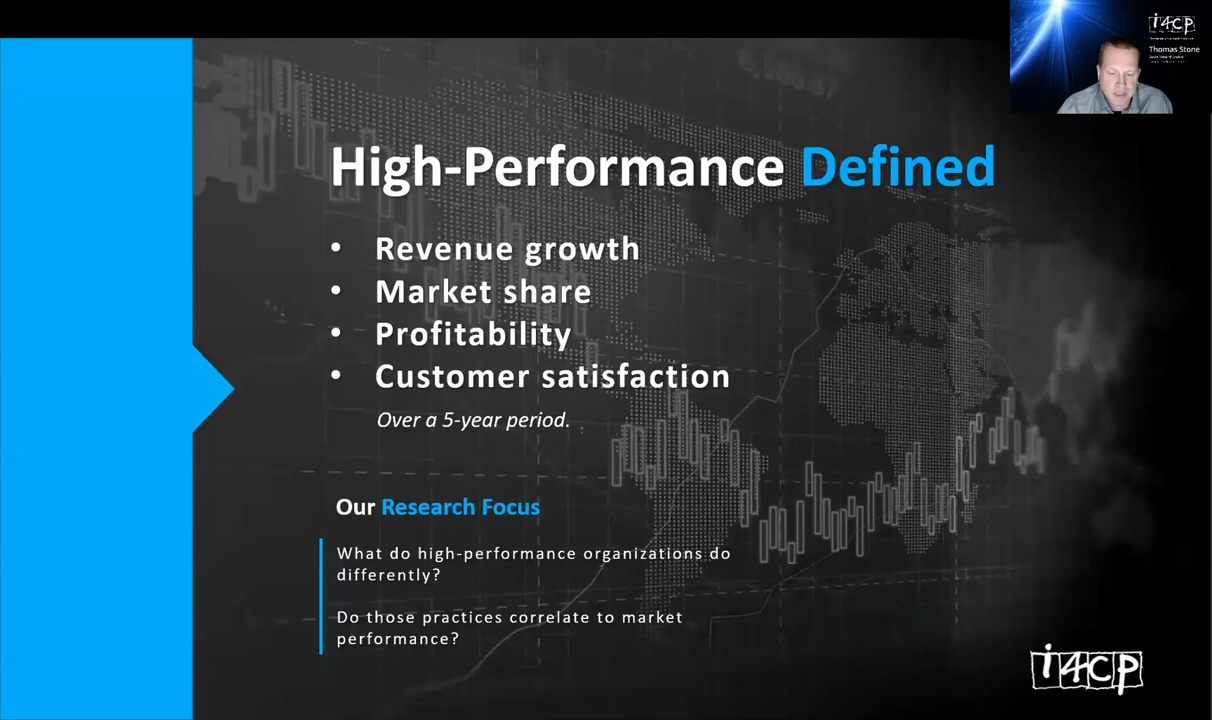 i4cp
Thomas Stone
High-Performance Defined
• Revenue growth
• Market share
• Profitability
• Customer satisfaction
Over a 5-year period.
Our Research Focus
What do high-performance organizations do
differently?
Do those practices correlate to market
performance?
i4cp